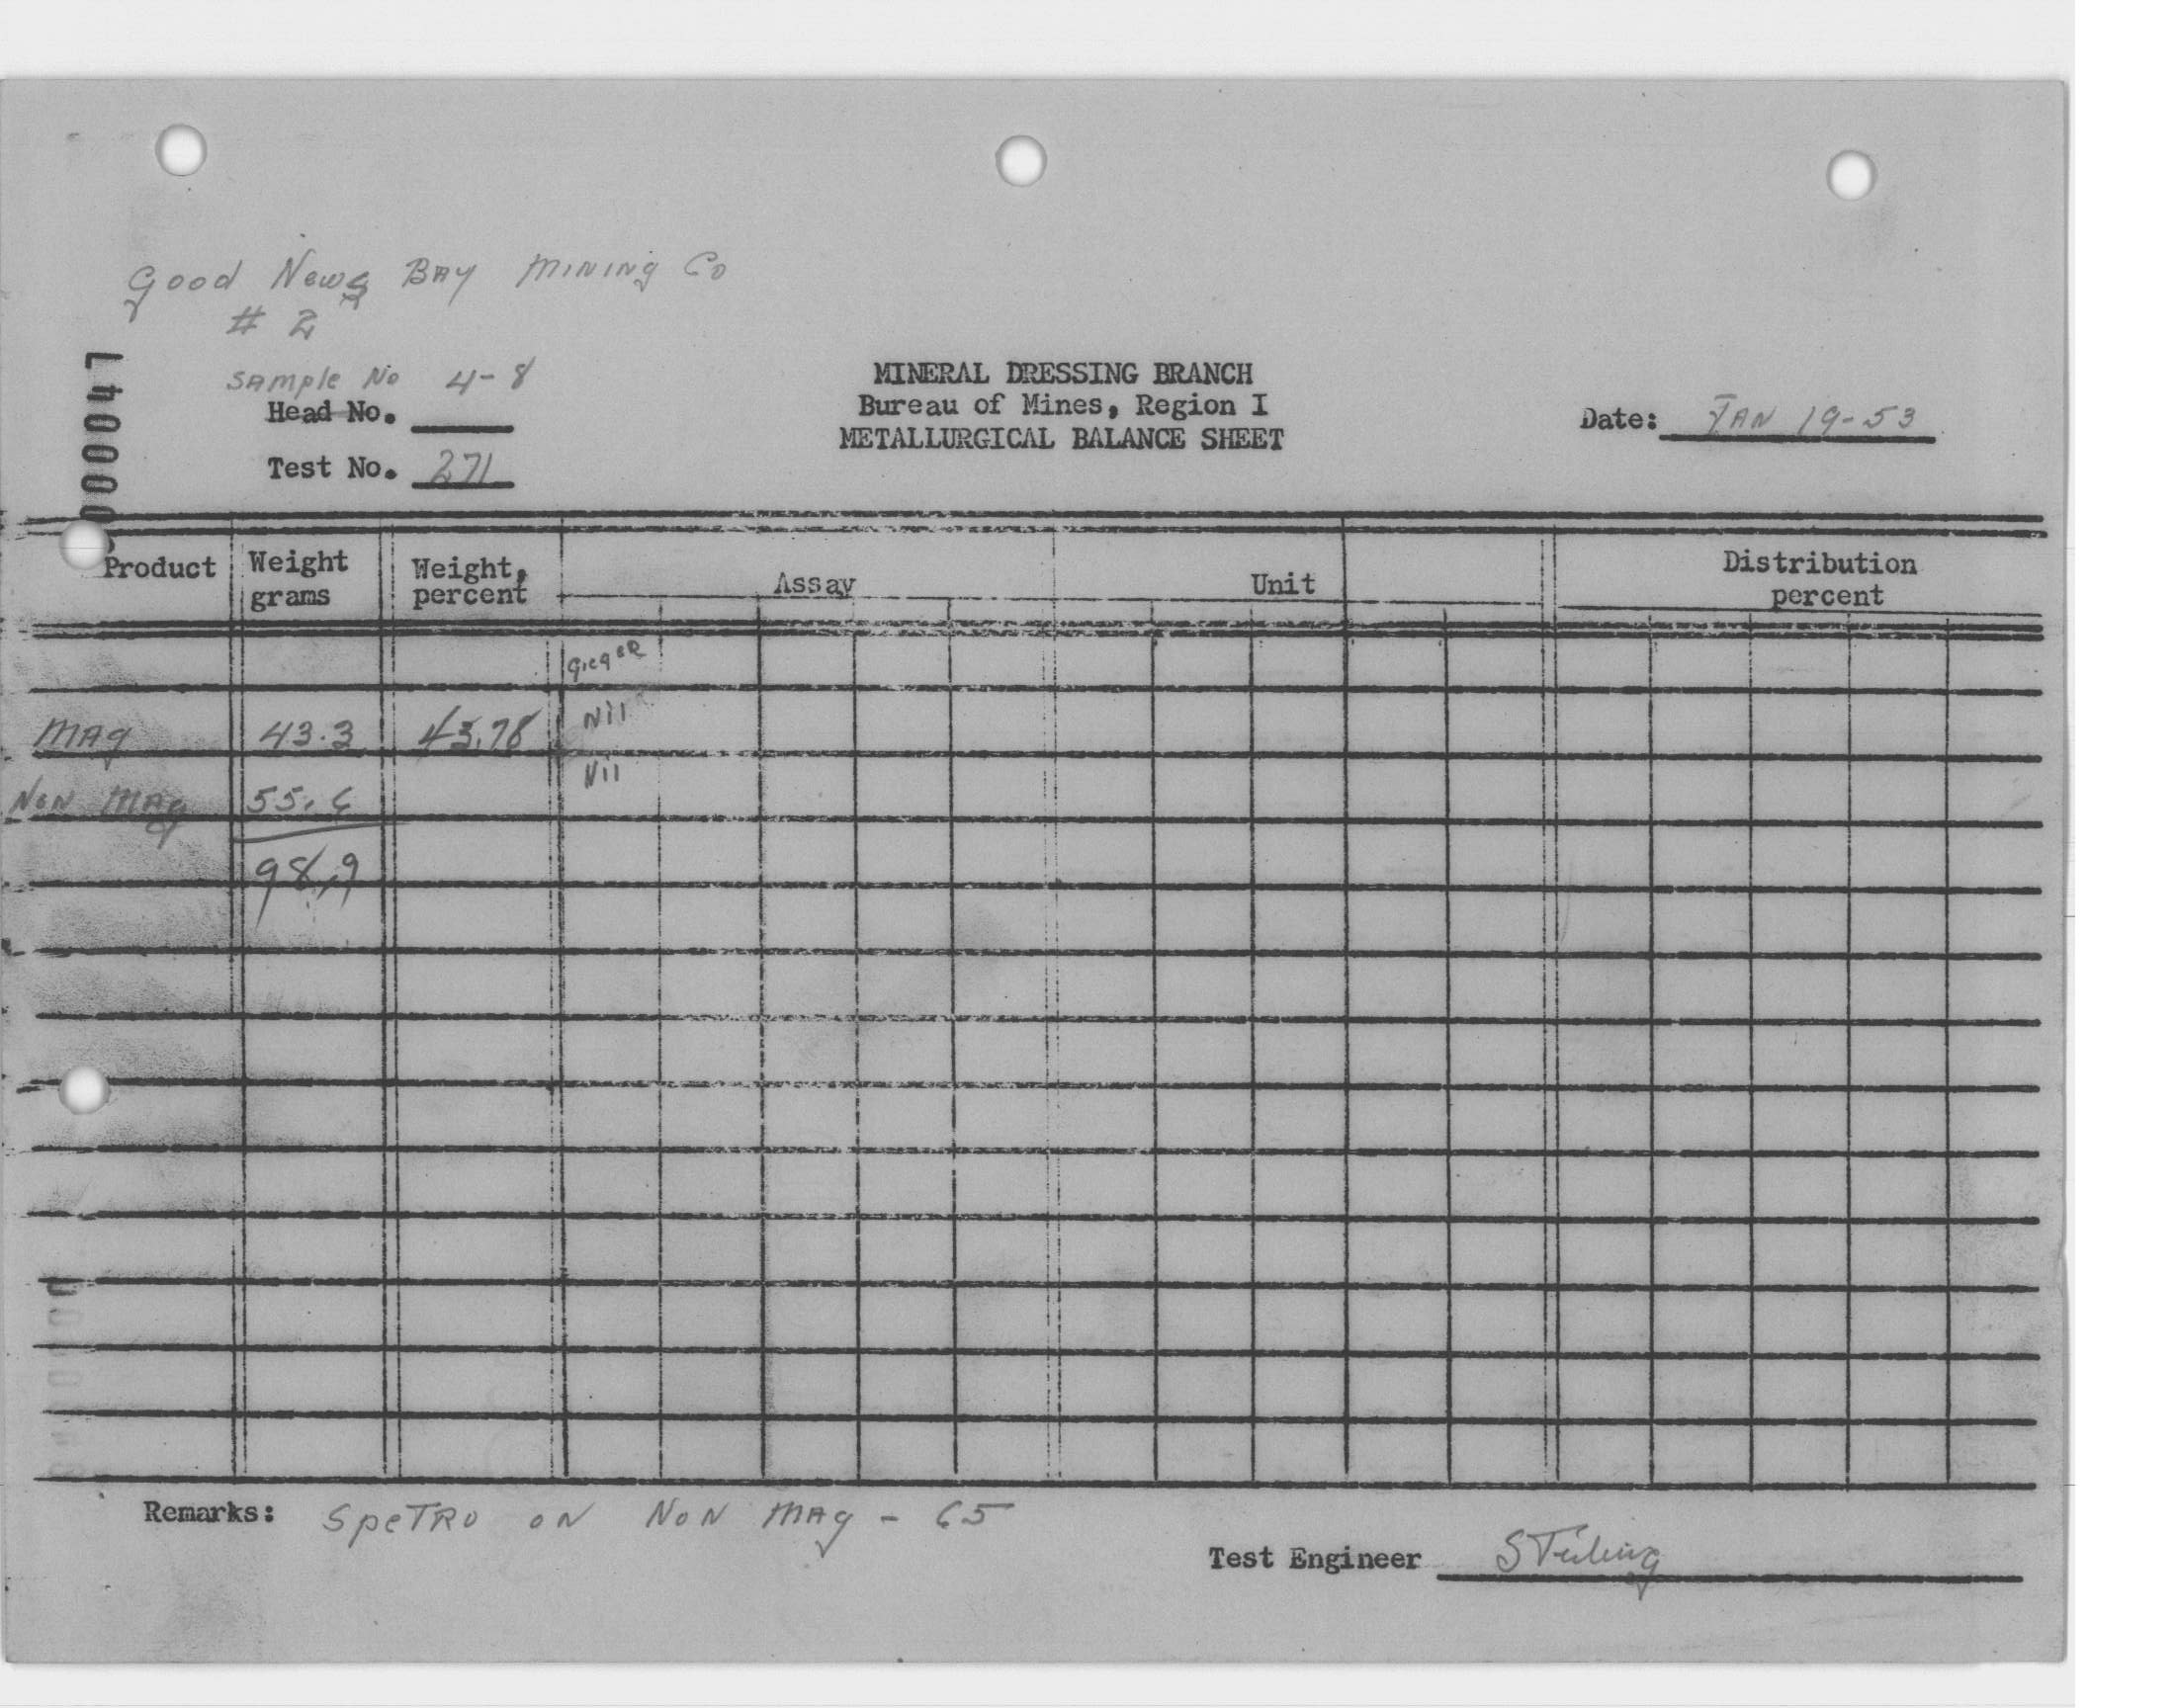 Good News Bay Mining Co
# 2
Sample No 4-8
Head No.
Test No. 271
MINERAL DRESSING BRANCH
Bureau of Mines, Region I
METALLURGICAL BALANCE SHEET
Date: JAN 19-53
Product Weight grams Weight, percent Assay Unit Distribution percent
GiegeR
MAg 43.3 43.78 Nil
Non MAg 55.6 Nil
98.9
Remarks: SpeTRO ON NON MAg - 65
Test Engineer